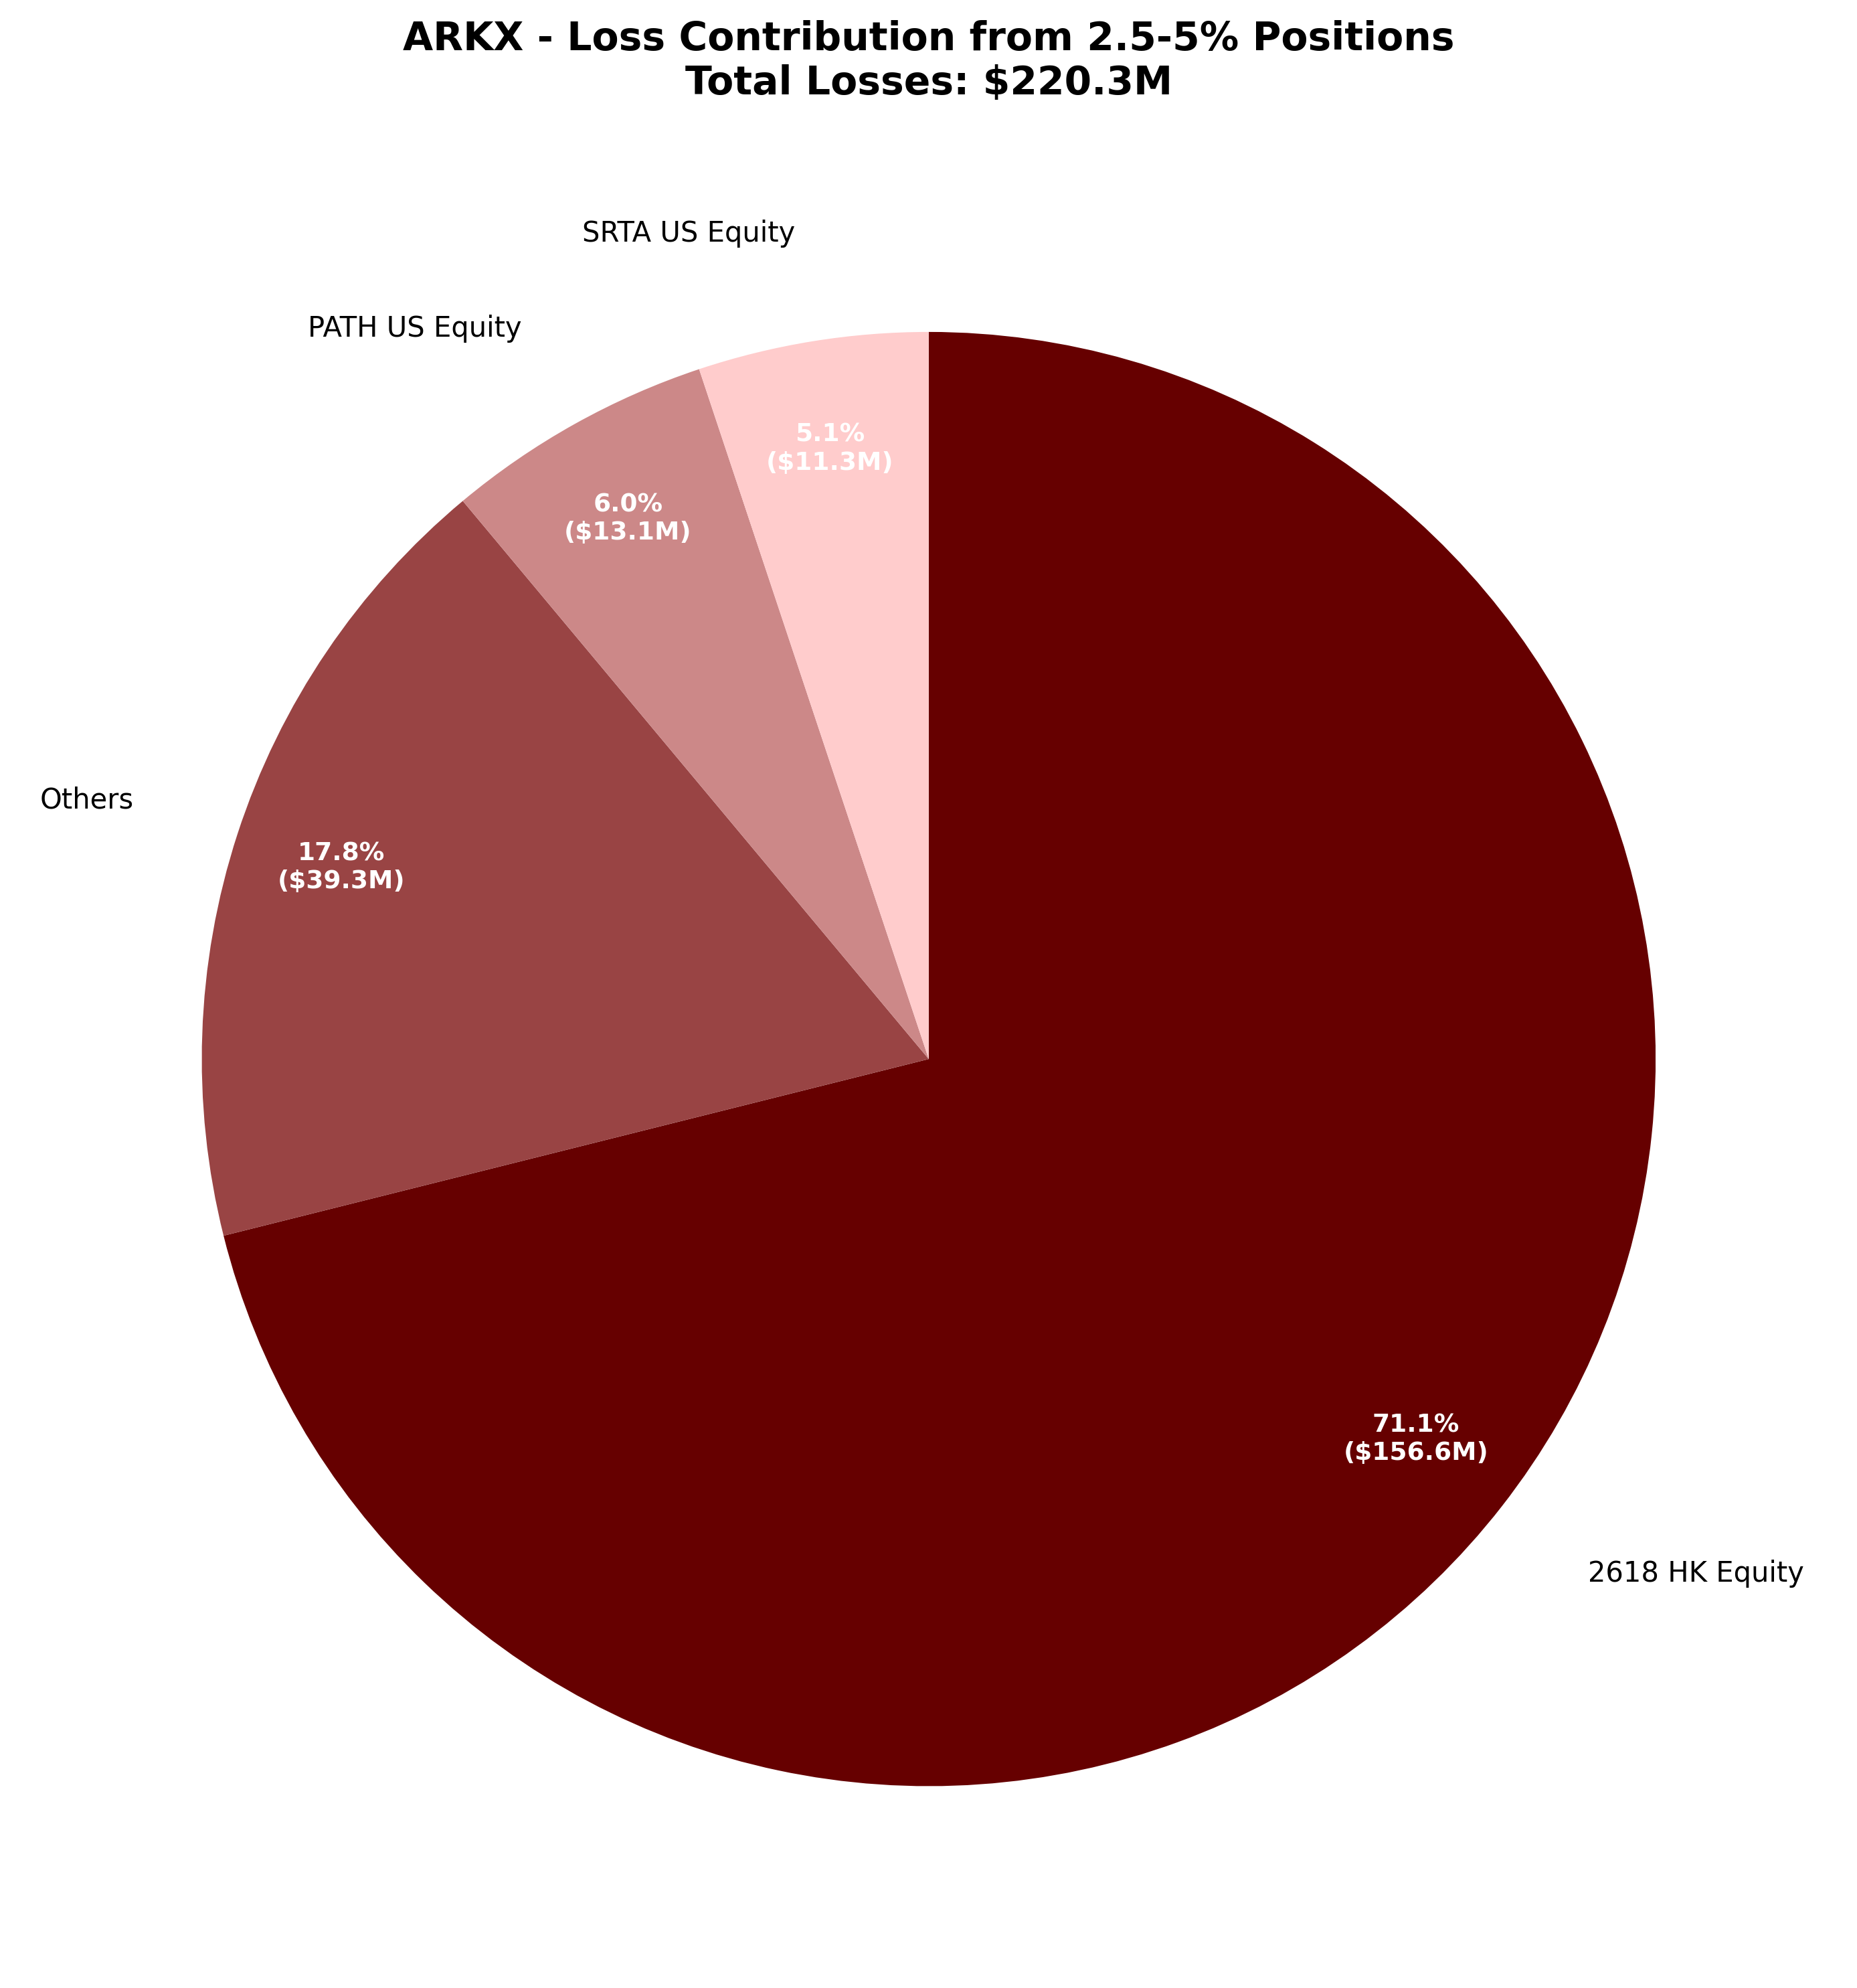 ARKX - Loss Contribution from 2.5-5% Positions
Total Losses: $220.3M
SRTA US Equity
PATH US Equity
5.1%
($11.3M)
6.0%
($13.1M)
Others
17.8%
($39.3M)
71.1%
($156.6M)
2618 HK Equity